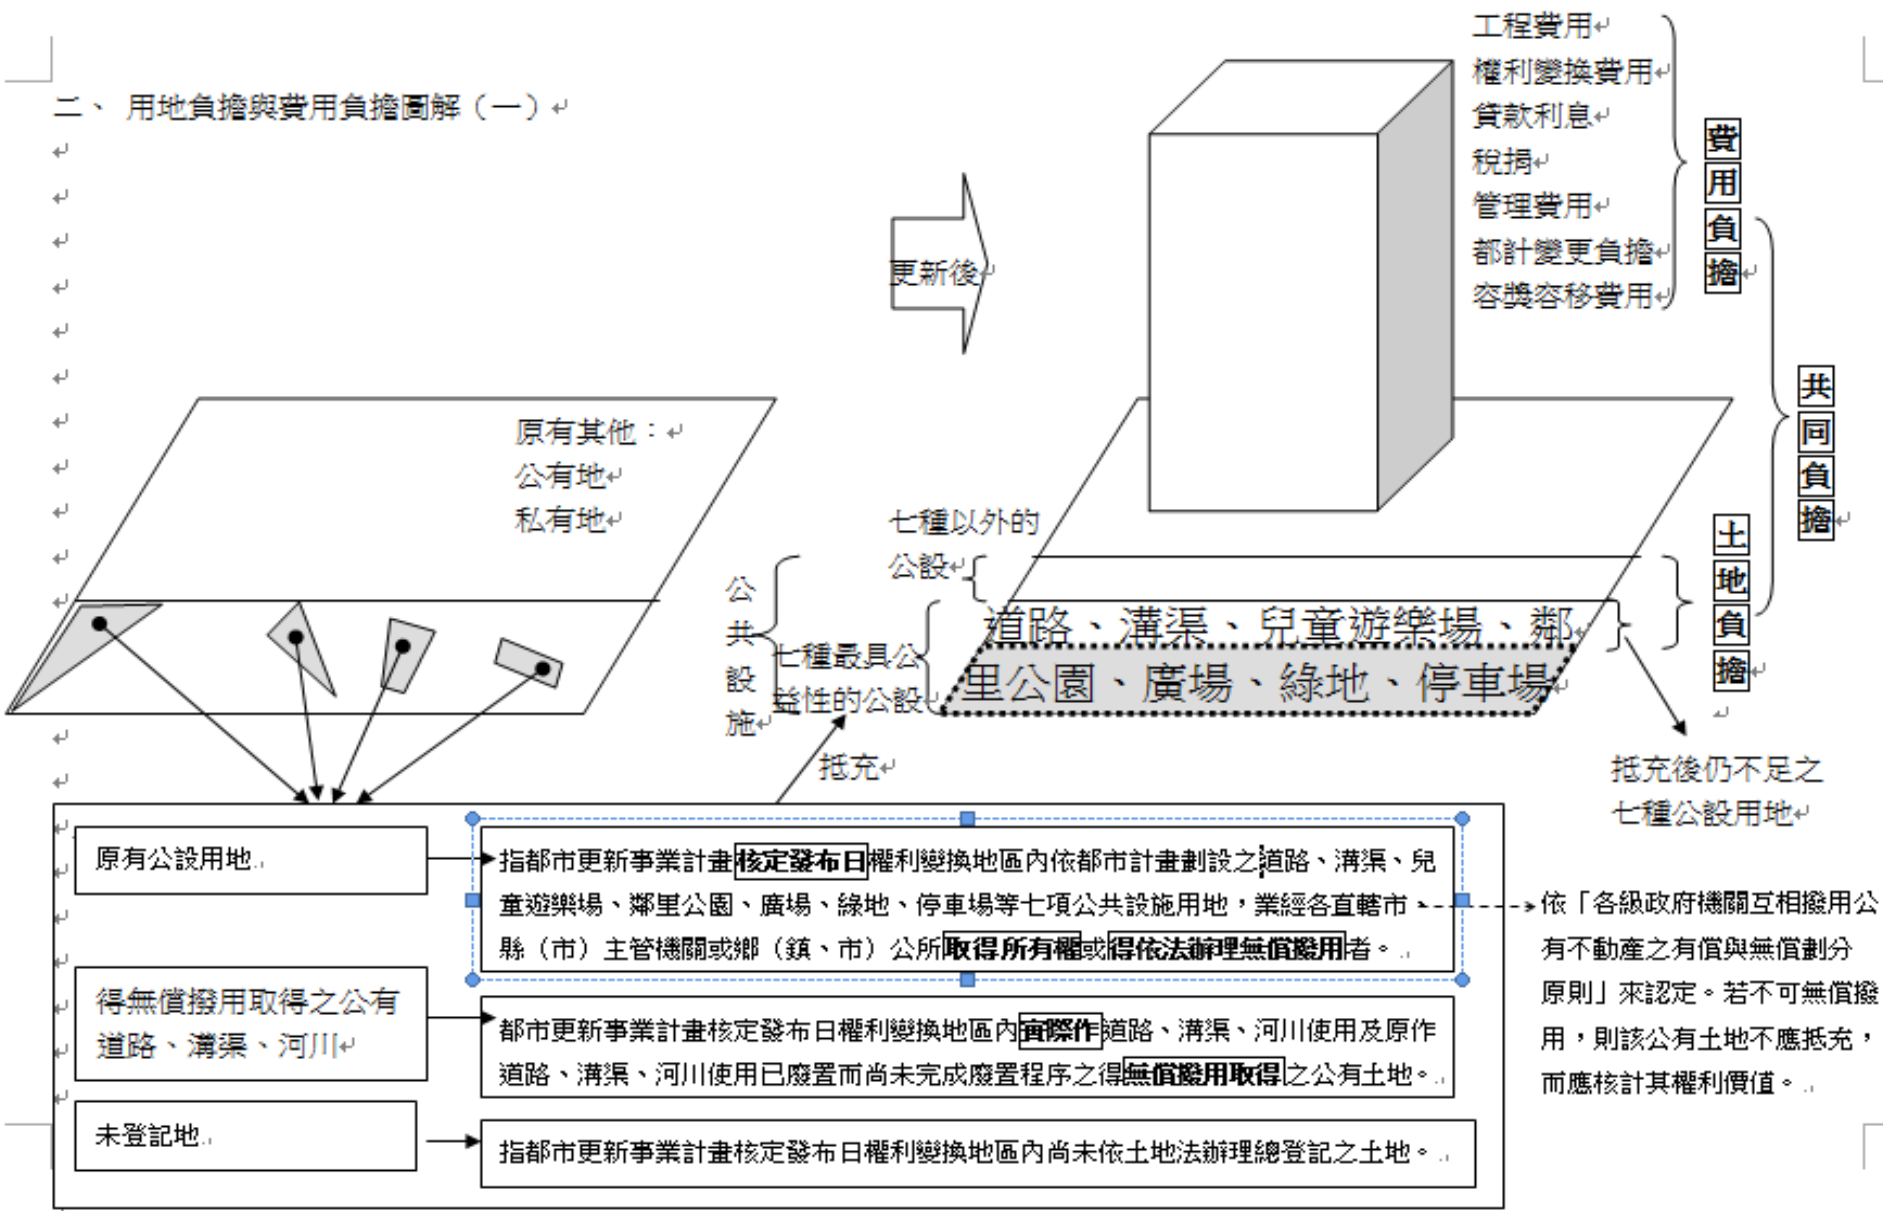 二、 用地負擔與費用負擔圖解（一）
工程費用
權利變換費用
貸款利息
稅捐
管理費用
都計變更負擔
容獎容移費用
費用負擔
更新後
共同負擔
原有其他：
公有地
私有地
七種以外的
公設
土地負擔
公共設施
七種最具公
益性的公設
道路、溝渠、兒童遊樂場、鄰
里公園、廣場、綠地、停車場
抵充
抵充後仍不足之
七種公設用地
原有公設用地
指都市更新事業計畫核定發布日權利變換地區內依都市計畫劃設之道路、溝渠、兒
童遊樂場、鄰里公園、廣場、綠地、停車場等七項公共設施用地，業經各直轄市、
縣（市）主管機關或鄉（鎮、市）公所取得所有權或得依法辦理無償撥用者。
依「各級政府機關互相撥用公
有不動產之有償與無償劃分
原則」來認定。若不可無償撥
用，則該公有土地不應抵充，
而應核計其權利價值。
得無償撥用取得之公有
道路、溝渠、河川
都市更新事業計畫核定發布日權利變換地區內實際作道路、溝渠、河川使用及原作
道路、溝渠、河川使用已廢置而尚未完成廢置程序之得無償撥用取得之公有土地。
未登記地
指都市更新事業計畫核定發布日權利變換地區內尚未依土地法辦理總登記之土地。